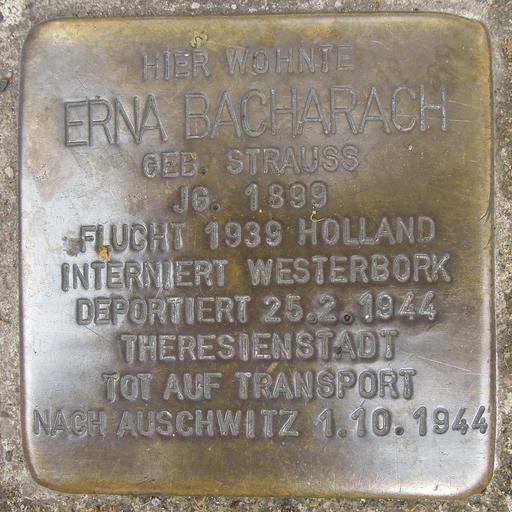 HIER WOHNTE
ERNA BACHARACH
GEB. STRAUSS
JG. 1899
FLUCHT 1939 HOLLAND
INTERNIERT WESTERBORK
DEPORTIERT 25.2.1944
THERESIENSTADT
TOT AUF TRANSPORT
NACH AUSCHWITZ 1.10.1944